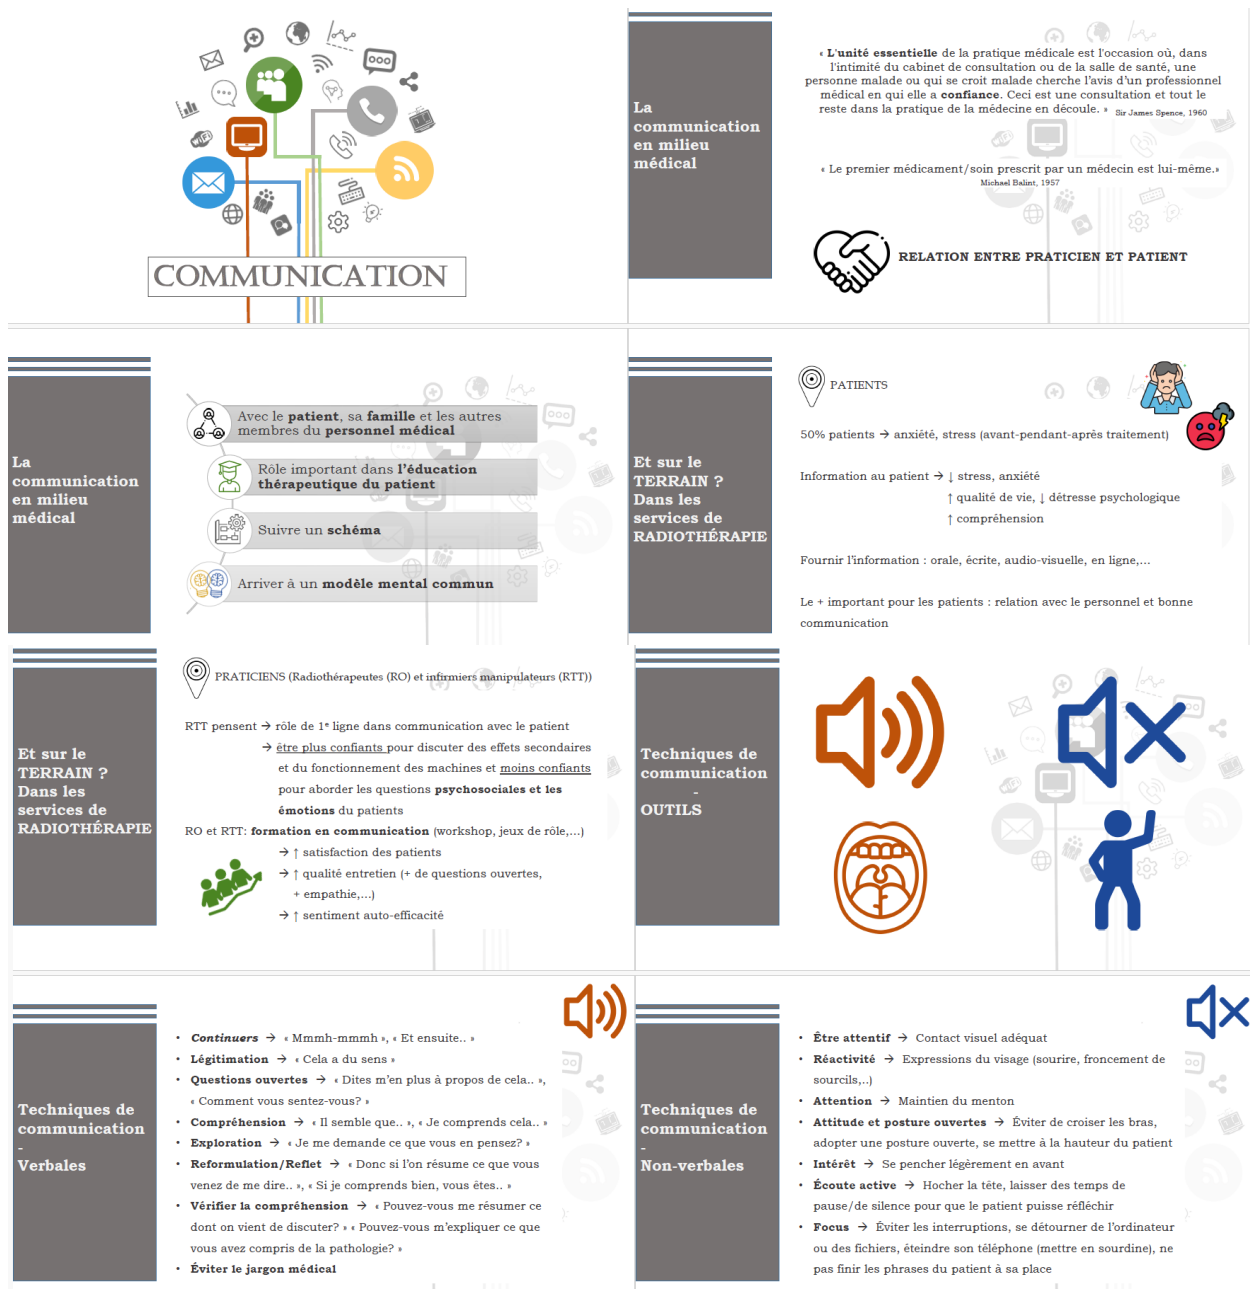 COMMUNICATION
La
communication
en milieu
médical
« L'unité essentielle de la pratique médicale est l'occasion où, dans
l'intimité du cabinet de consultation ou de la salle de santé, une
personne malade ou qui se croit malade cherche l'avis d'un professionnel
médical en qui elle a confiance. Ceci est une consultation et tout le
reste dans la pratique de la médecine en découle. » Sir James Spence, 1960
« Le premier médicament/soin prescrit par un médecin est lui-même.»
Michael Balint, 1957
RELATION ENTRE PRATICIEN ET PATIENT
La
communication
en milieu
médical
Avec le patient, sa famille et les autres
membres du personnel médical
Rôle important dans l'éducation
thérapeutique du patient
Suivre un schéma
Arriver à un modèle mental commun
Et sur le
TERRAIN ?
Dans les
services de
RADIOTHÉRAPIE
PATIENTS
50% patients → anxiété, stress (avant-pendant-après traitement)
Information au patient → ↓ stress, anxiété
↑ qualité de vie, ↓ détresse psychologique
↑ compréhension
Fournir l'information : orale, écrite, audio-visuelle, en ligne,...
Le + important pour les patients : relation avec le personnel et bonne
communication
Et sur le
TERRAIN ?
Dans les
services de
RADIOTHÉRAPIE
PRATICIENS (Radiothérapeutes (RO) et infirmiers manipulateurs (RTT))
RTT pensent → rôle de 1e ligne dans communication avec le patient
→ être plus confiants pour discuter des effets secondaires
et du fonctionnement des machines et moins confiants
pour aborder les questions psychosociales et les
émotions du patients
RO et RTT: formation en communication (workshop, jeux de rôle,...)
→ ↑ satisfaction des patients
→ ↑ qualité entretien (+ de questions ouvertes,
+ empathie,...)
→ ↑ sentiment auto-efficacité
Techniques de
communication
-
OUTILS
Techniques de
communication
-
Verbales
• Continuers → « Mmmh-mmmh », « Et ensuite.. »
• Légitimation → « Cela a du sens »
• Questions ouvertes → « Dites m'en plus à propos de cela.. »,
« Comment vous sentez-vous? »
• Compréhension → « Il semble que.. », « Je comprends cela.. »
• Exploration → « Je me demande ce que vous en pensez? »
• Reformulation/Reflet → « Donc si l'on résume ce que vous
venez de me dire.. », « Si je comprends bien, vous êtes.. »
• Vérifier la compréhension → « Pouvez-vous me résumer ce
dont on vient de discuter? » « Pouvez-vous m'expliquer ce que
vous avez compris de la pathologie? »
• Éviter le jargon médical
Techniques de
communication
-
Non-verbales
• Être attentif → Contact visuel adéquat
• Réactivité → Expressions du visage (sourire, froncement de
sourcils,..)
• Attention → Maintien du menton
• Attitude et posture ouvertes → Éviter de croiser les bras,
adopter une posture ouverte, se mettre à la hauteur du patient
• Intérêt → Se pencher légèrement en avant
• Écoute active → Hocher la tête, laisser des temps de
pause/de silence pour que le patient puisse réfléchir
• Focus → Éviter les interruptions, se détourner de l'ordinateur
ou des fichiers, éteindre son téléphone (mettre en sourdine), ne
pas finir les phrases du patient à sa place